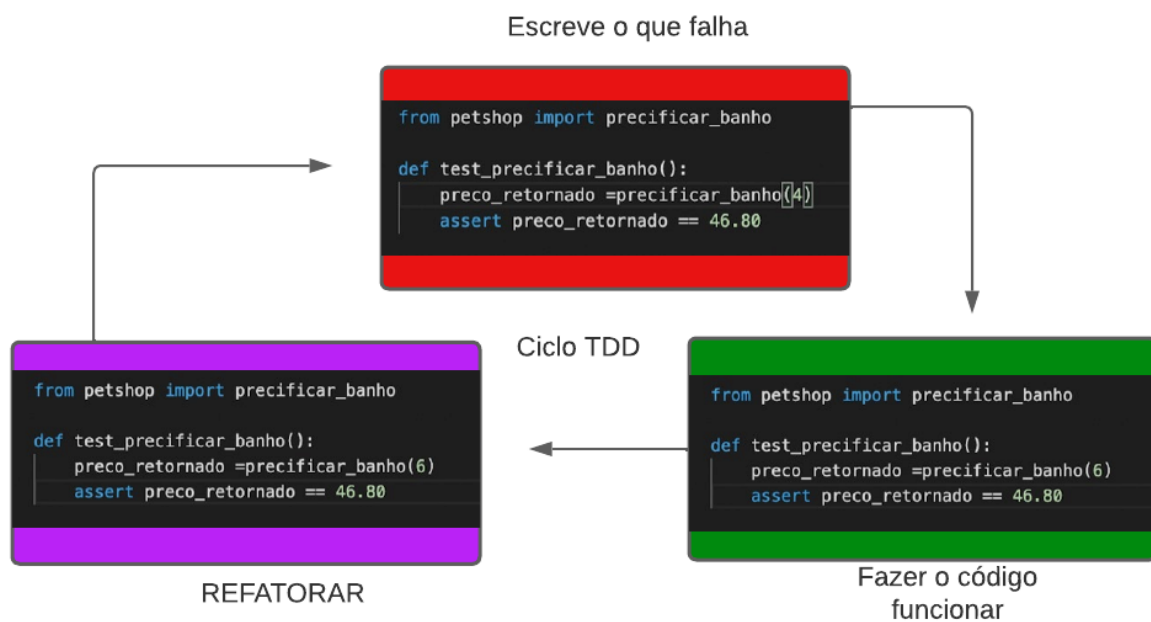 Escreve o que falha
from petshop import precificar_banho
def test_precificar_banho():
preco_retornado =precificar_banho(4)
assert preco_retornado == 46.80
Ciclo TDD
from petshop import precificar_banho
def test_precificar_banho():
preco_retornado =precificar_banho(6)
assert preco_retornado == 46.80
REFATORAR
from petshop import precificar_banho
def test_precificar_banho():
preco_retornado =precificar_banho(6)
assert preco_retornado == 46.80
Fazer o código
funcionar